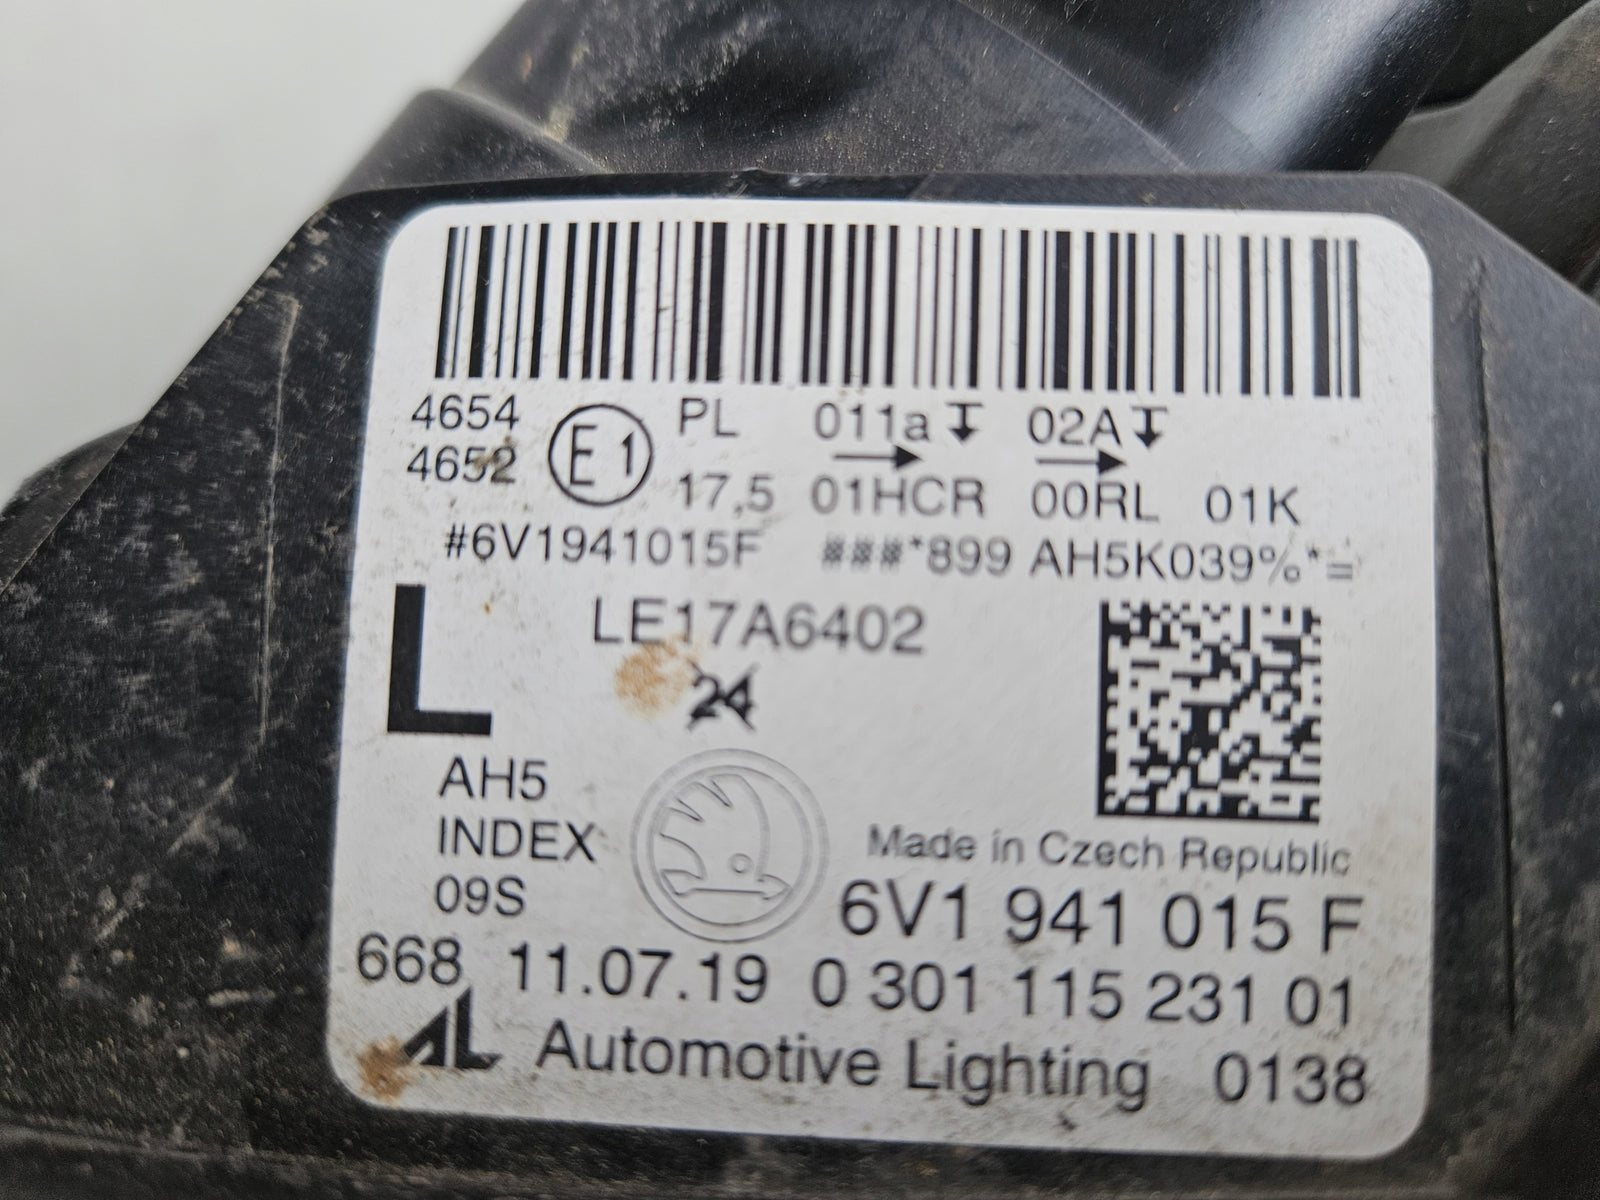 4654 E1 PL 011a 02A
4652 17,5 01HCR 00RL 01K
#6V1941015F ###*899 AH5K039%*=
L LE17A6402
24
AH5
INDEX
09S
Made in Czech Republic
6V1 941 015 F
668 11.07.19 0 301 115 231 01
AL Automotive Lighting 0138